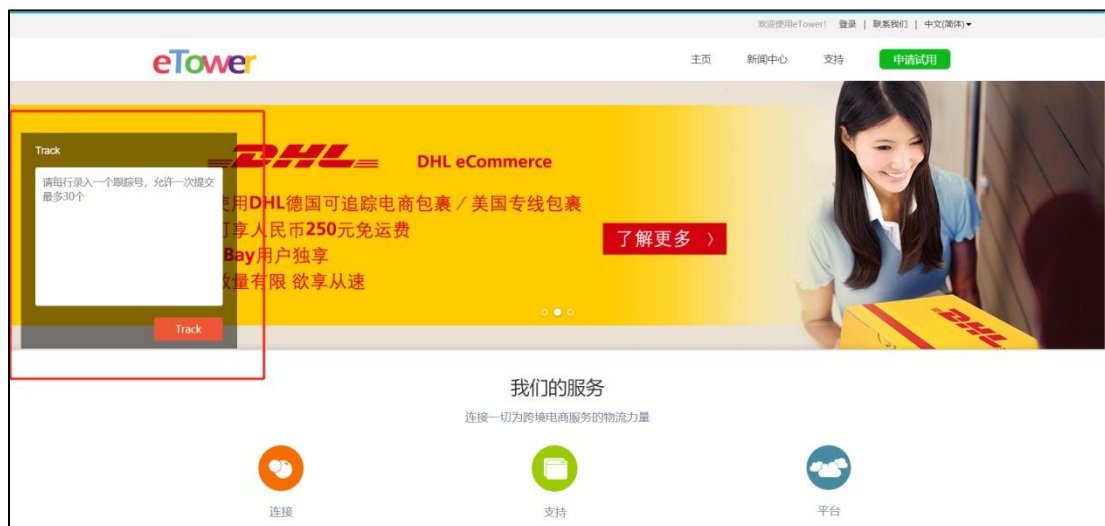 欢迎使用eTower! 登录 | 联系我们 | 中文(简体)
eTower
主页 新闻中心 支持 申请试用
Track
请每行录入一个跟踪号，允许一次提交
最多30个
Track
DHL DHL eCommerce
使用DHL德国可追踪电商包裹／美国专线包裹
可享人民币250元免运费
eBay用户独享
数量有限 欲享从速
了解更多 〉
DHL
我们的服务
连接一切为跨境电商服务的物流力量
连接 支持 平台